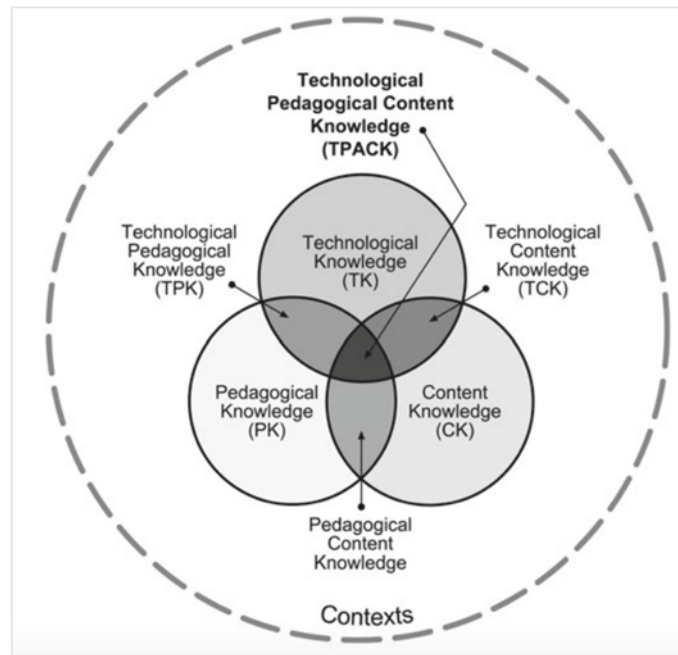 Technological
Pedagogical Content
Knowledge
(TPACK)
Technological
Pedagogical
Knowledge
(TPK)
Technological
Knowledge
(TK)
Technological
Content
Knowledge
(TCK)
Pedagogical
Knowledge
(PK)
Content
Knowledge
(CK)
Pedagogical
Content
Knowledge
Contexts